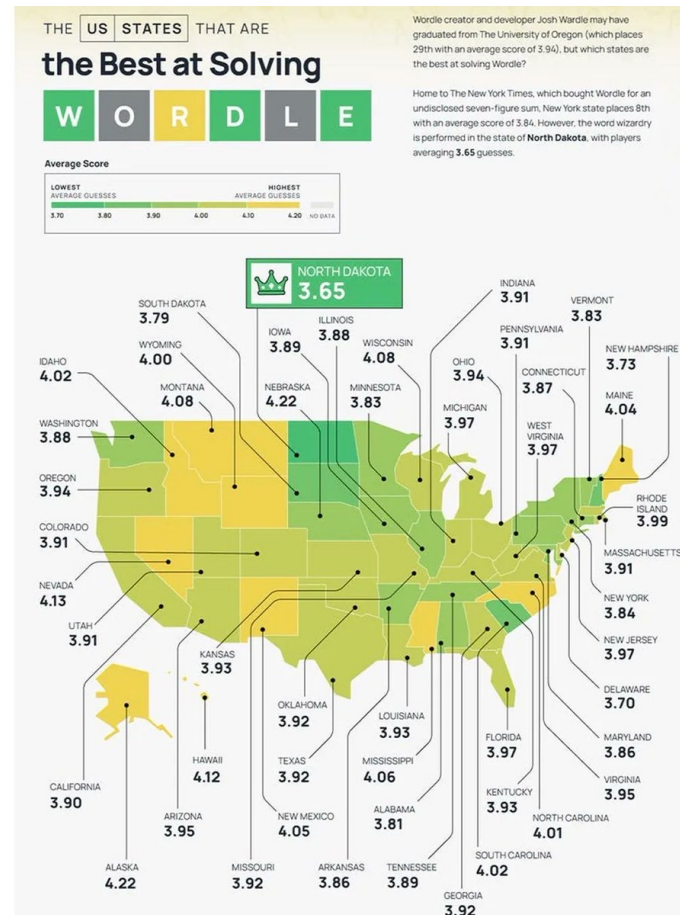 THE US STATES THAT ARE
the Best at Solving
WORDLE
Wordle creator and developer Josh Wardle may have
graduated from The University of Oregon (which places
29th with an average score of 3.94), but which states are
the best at solving Wordle?
Home to The New York Times, which bought Wordle for an
undisclosed seven-figure sum, New York state places 8th
with an average score of 3.84. However, the word wizardry
is performed in the state of North Dakota, with players
averaging 3.65 guesses.
Average Score
LOWEST
AVERAGE GUESSES
HIGHEST
AVERAGE GUESSES
3.70 3.80 3.90 4.00 4.10 4.20 NO DATA
NORTH DAKOTA
3.65
INDIANA
3.91
VERMONT
3.83
SOUTH DAKOTA
3.79
ILLINOIS
3.88
IOWA
3.89
PENNSYLVANIA
3.91
WYOMING
4.00
WISCONSIN
4.08
NEW HAMPSHIRE
3.73
IDAHO
4.02
OHIO
3.94
CONNECTICUT
3.87
MONTANA
4.08
NEBRASKA
4.22
MINNESOTA
3.83
MAINE
4.04
MICHIGAN
3.97
WASHINGTON
3.88
WEST
VIRGINIA
3.97
OREGON
3.94
RHODE
ISLAND
3.99
COLORADO
3.91
MASSACHUSETTS
3.91
NEVADA
4.13
NEW YORK
3.84
UTAH
3.91
NEW JERSEY
3.97
KANSAS
3.93
DELAWARE
3.70
OKLAHOMA
3.92
LOUISIANA
3.93
FLORIDA
3.97
MARYLAND
3.86
HAWAII
4.12
TEXAS
3.92
MISSISSIPPI
4.06
VIRGINIA
3.95
CALIFORNIA
3.90
KENTUCKY
3.93
ALABAMA
3.81
ARIZONA
3.95
NEW MEXICO
4.05
NORTH CAROLINA
4.01
SOUTH CAROLINA
4.02
ALASKA
4.22
MISSOURI
3.92
ARKANSAS
3.86
TENNESSEE
3.89
GEORGIA
3.92